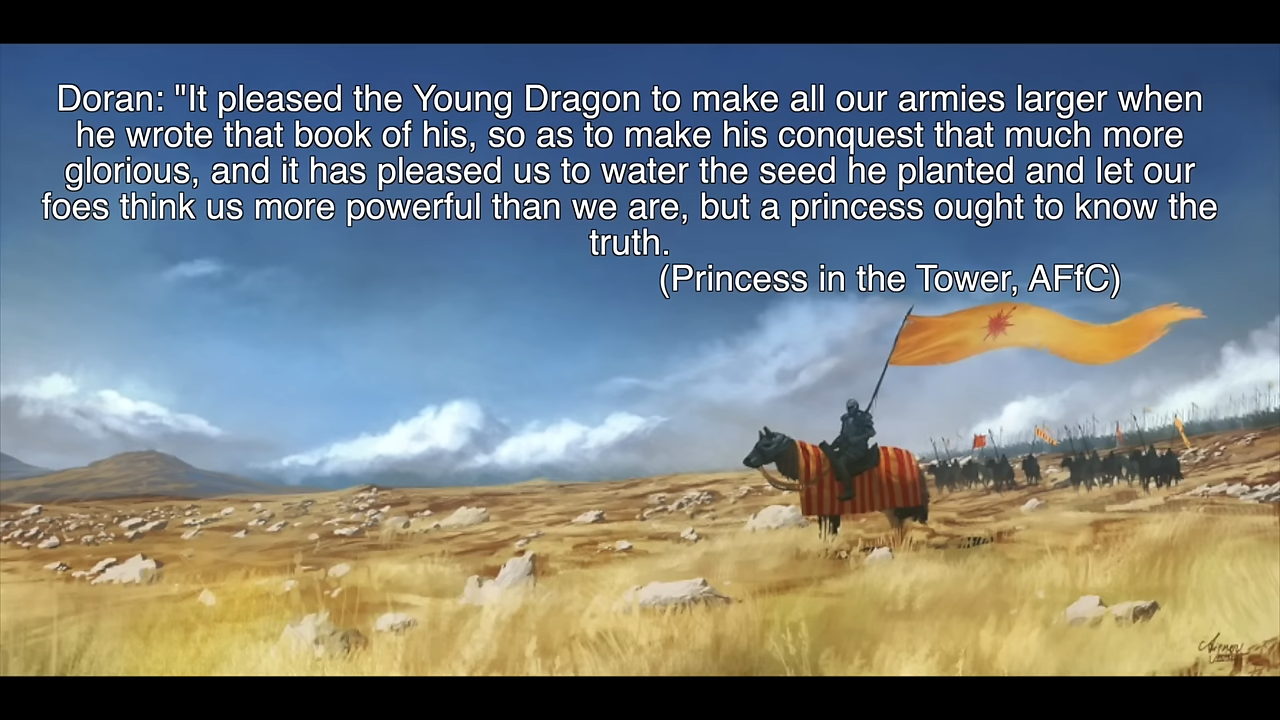 Doran: "It pleased the Young Dragon to make all our armies larger when
he wrote that book of his, so as to make his conquest that much more
glorious, and it has pleased us to water the seed he planted and let our
foes think us more powerful than we are, but a princess ought to know the
truth.
(Princess in the Tower, AFfC)